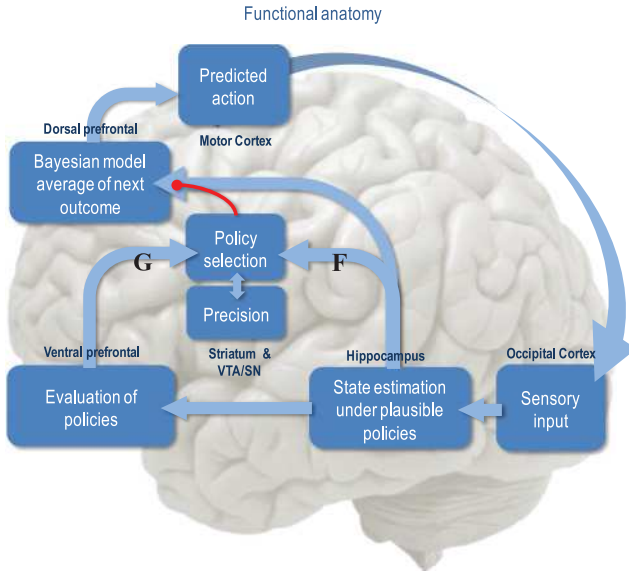 Functional anatomy
Predicted
action
Dorsal prefrontal
Motor Cortex
Bayesian model
average of next
outcome
Policy
selection
G
F
Precision
Ventral prefrontal
Striatum &
VTA/SN
Hippocampus
Occipital Cortex
Evaluation of
policies
State estimation
under plausible
policies
Sensory
input